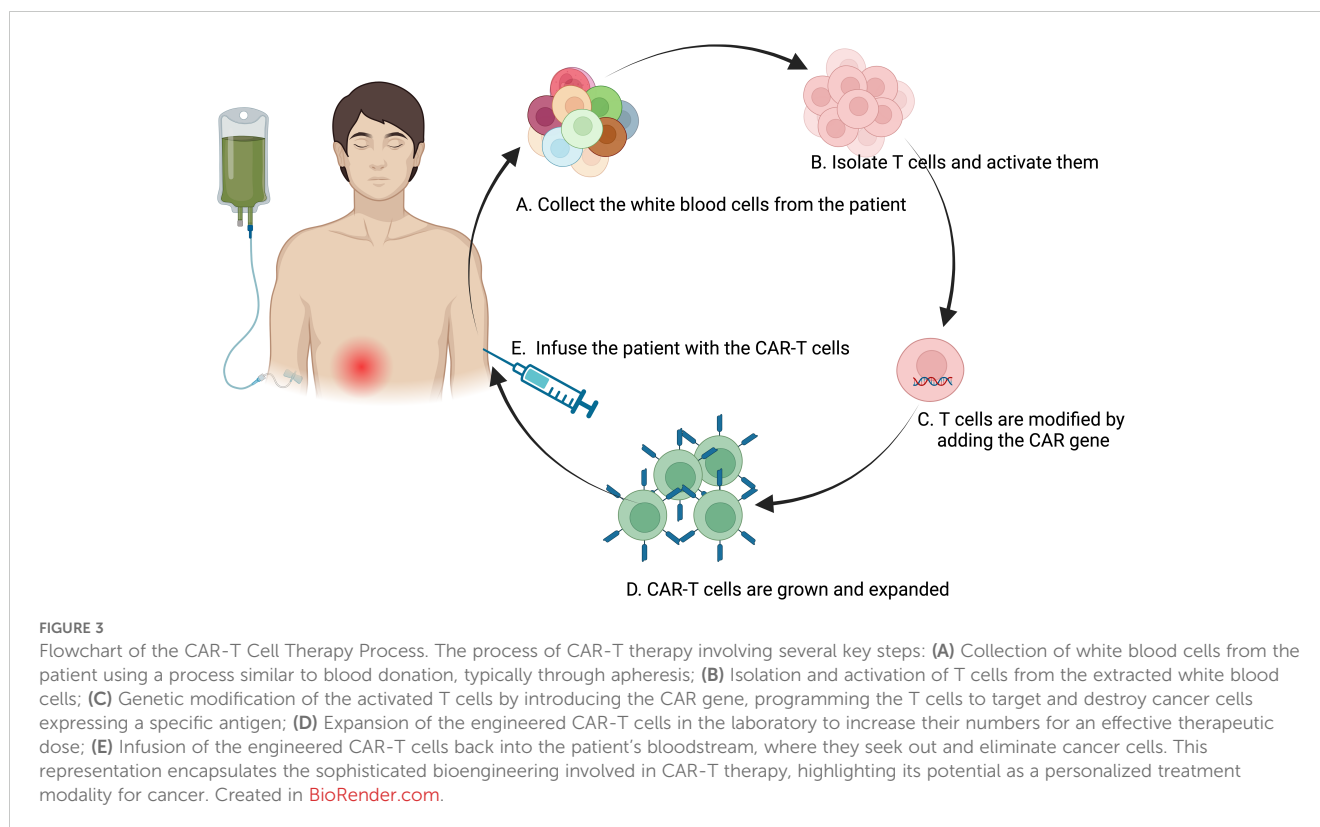 A. Collect the white blood cells from the patient
B. Isolate T cells and activate them
C. T cells are modified by
adding the CAR gene
D. CAR-T cells are grown and expanded
E. Infuse the patient with the CAR-T cells
FIGURE 3
Flowchart of the CAR-T Cell Therapy Process. The process of CAR-T therapy involving several key steps: (A) Collection of white blood cells from the
patient using a process similar to blood donation, typically through apheresis; (B) Isolation and activation of T cells from the extracted white blood
cells; (C) Genetic modification of the activated T cells by introducing the CAR gene, programming the T cells to target and destroy cancer cells
expressing a specific antigen; (D) Expansion of the engineered CAR-T cells in the laboratory to increase their numbers for an effective therapeutic
dose; (E) Infusion of the engineered CAR-T cells back into the patient’s bloodstream, where they seek out and eliminate cancer cells. This
representation encapsulates the sophisticated bioengineering involved in CAR-T therapy, highlighting its potential as a personalized treatment
modality for cancer. Created in BioRender.com.